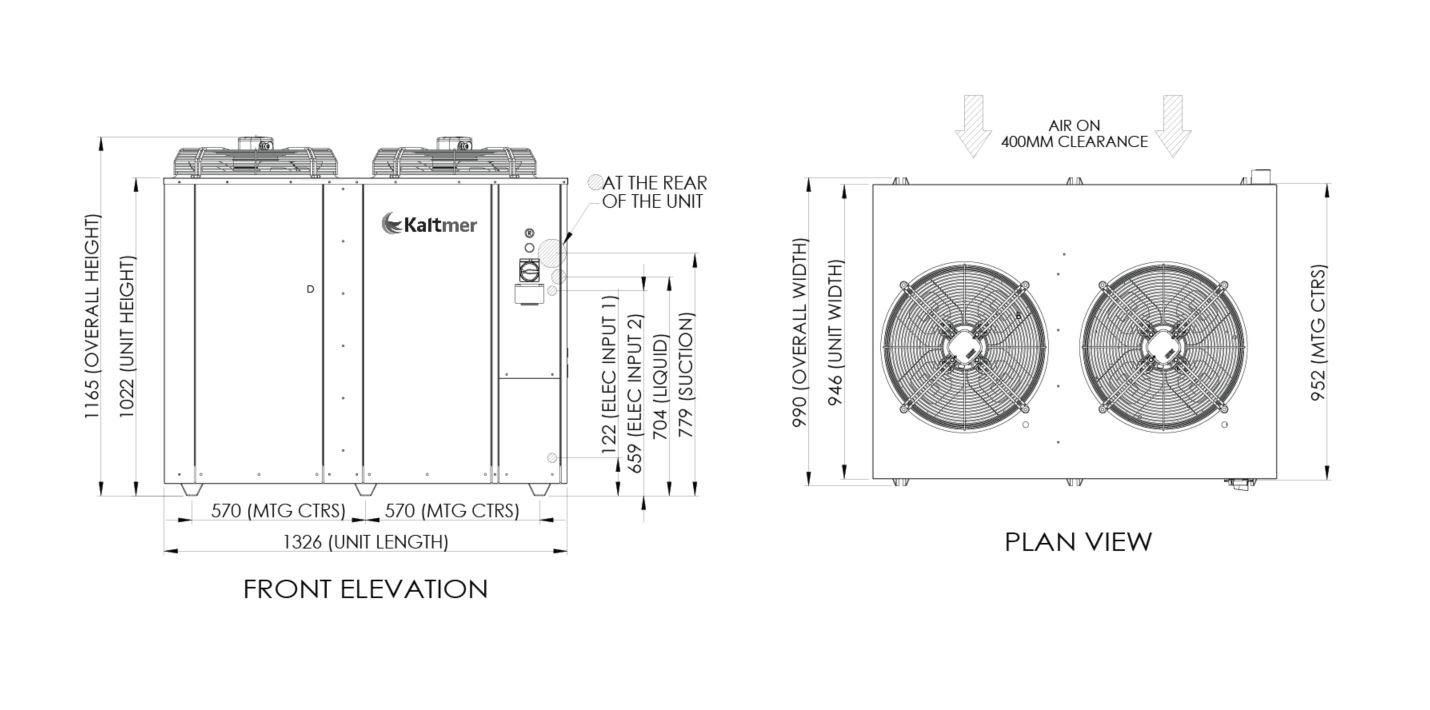 AIR ON
400MM CLEARANCE
AT THE REAR
OF THE UNIT
Kaltmer
R
D
1165 (OVERALL HEIGHT)
1022 (UNIT HEIGHT)
122 (ELEC INPUT 1)
659 (ELEC INPUT 2)
704 (LIQUID)
779 (SUCTION)
570 (MTG CTRS)
570 (MTG CTRS)
1326 (UNIT LENGTH)
FRONT ELEVATION
990 (OVERALL WIDTH)
946 (UNIT WIDTH)
952 (MTG CTRS)
PLAN VIEW